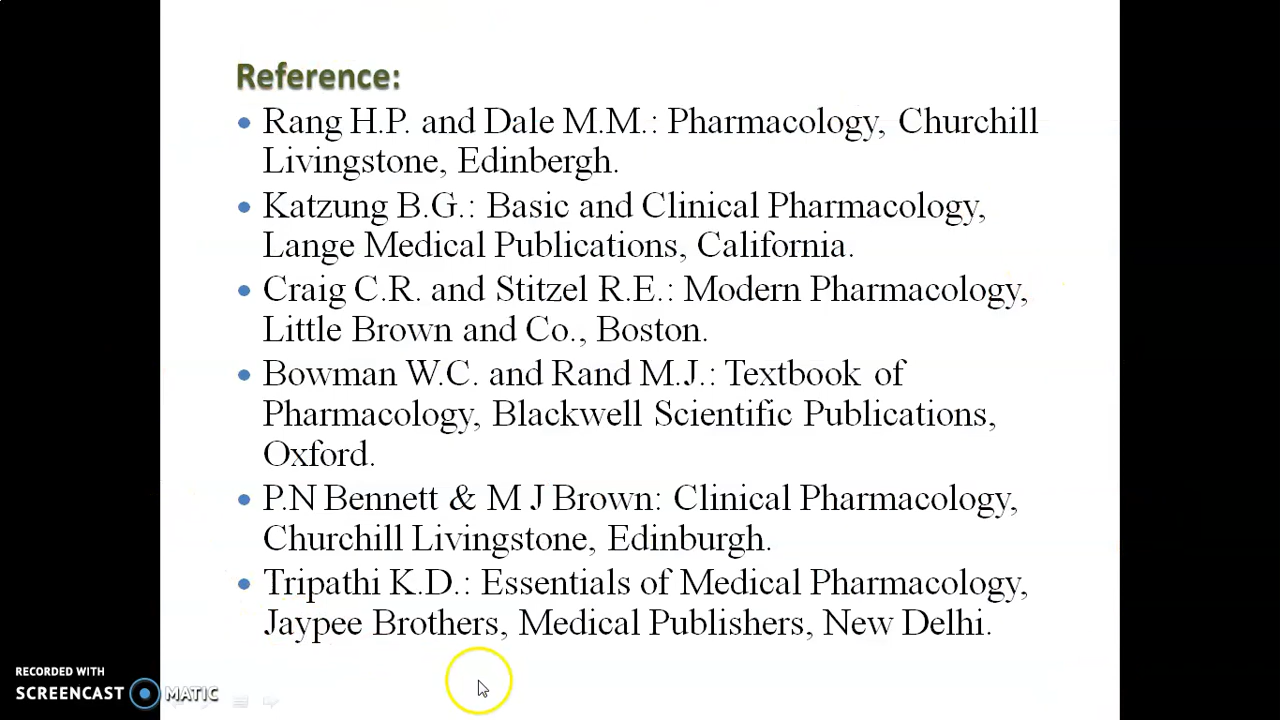 Reference:
• Rang H.P. and Dale M.M.: Pharmacology, Churchill
Livingstone, Edinbergh.
• Katzung B.G.: Basic and Clinical Pharmacology,
Lange Medical Publications, California.
• Craig C.R. and Stitzel R.E.: Modern Pharmacology,
Little Brown and Co., Boston.
• Bowman W.C. and Rand M.J.: Textbook of
Pharmacology, Blackwell Scientific Publications,
Oxford.
• P.N Bennett & M J Brown: Clinical Pharmacology,
Churchill Livingstone, Edinburgh.
• Tripathi K.D.: Essentials of Medical Pharmacology,
Jaypee Brothers, Medical Publishers, New Delhi.
RECORDED WITH
SCREENCAST MATIC